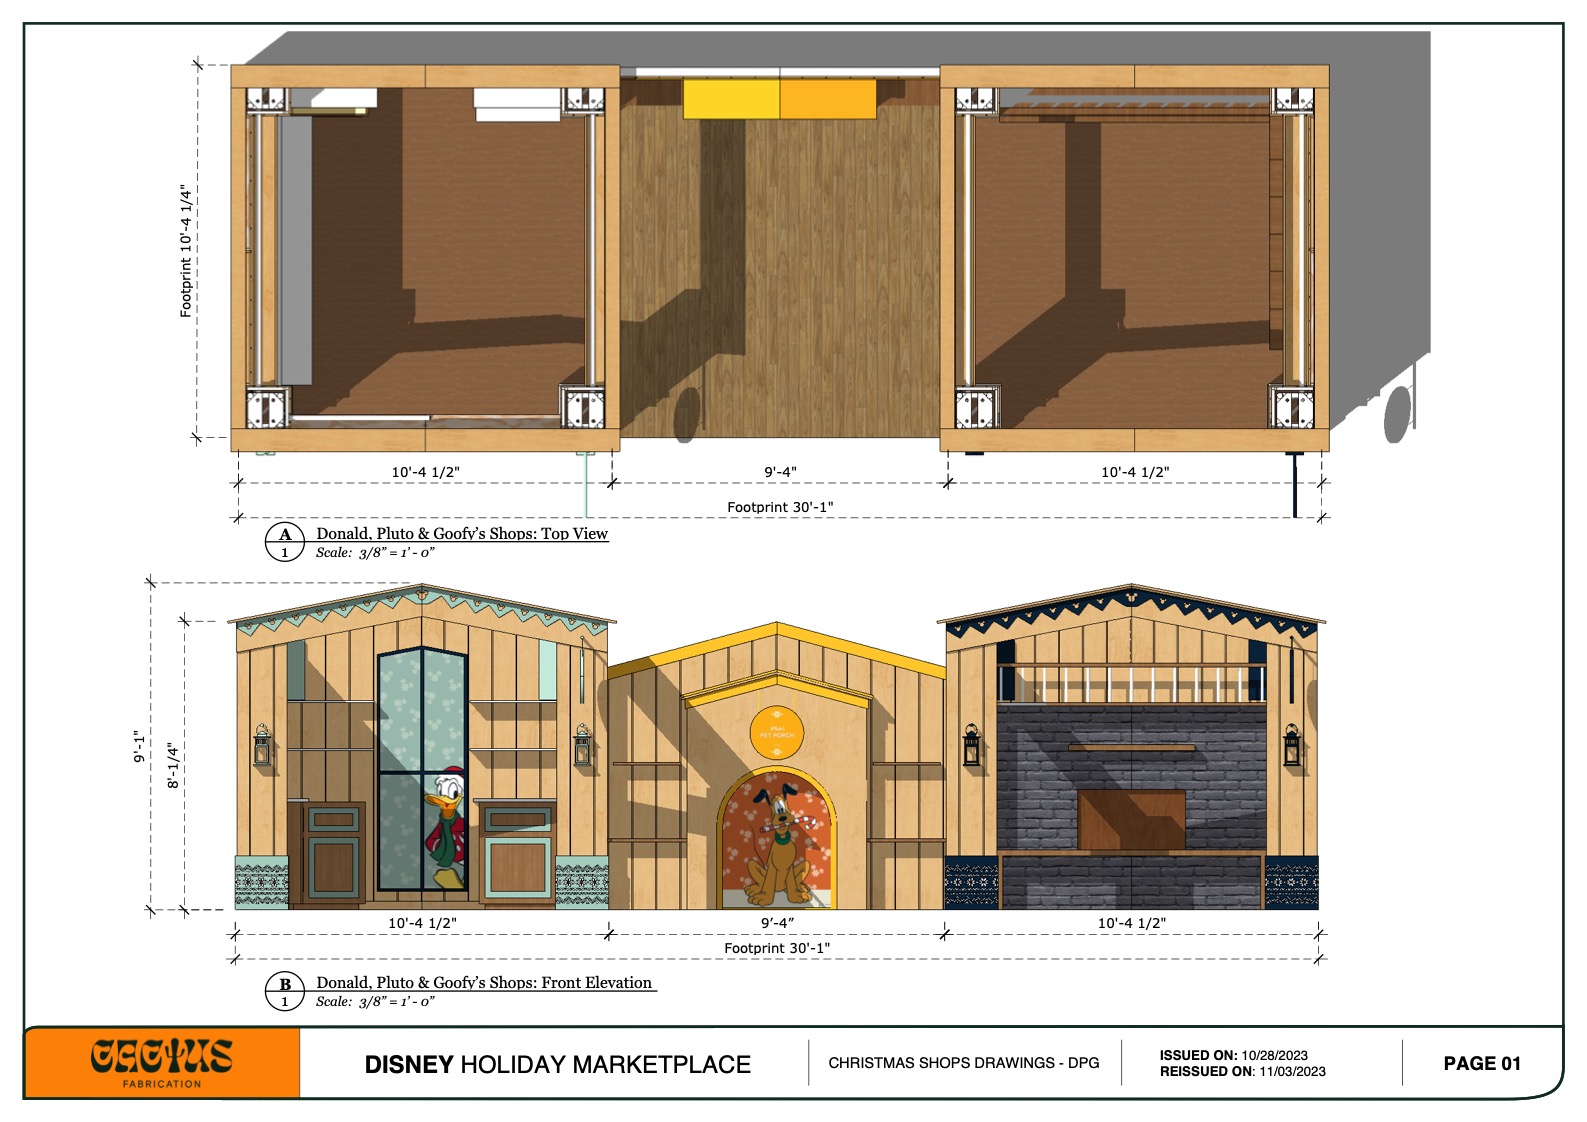 Footprint 10'-4 1/4"
10'-4 1/2"
9'-4"
10'-4 1/2"
Footprint 30'-1"
A
1
Donald, Pluto & Goofy's Shops: Top View
Scale: 3/8" = 1' - 0"
9'-1"
8'-1/4"
PET PORCH
10'-4 1/2"
9'-4"
10'-4 1/2"
Footprint 30'-1"
B
1
Donald, Pluto & Goofy's Shops: Front Elevation
Scale: 3/8" = 1' - 0"
CACTUS
FABRICATION
DISNEY HOLIDAY MARKETPLACE
CHRISTMAS SHOPS DRAWINGS - DPG
ISSUED ON: 10/28/2023
REISSUED ON: 11/03/2023
PAGE 01